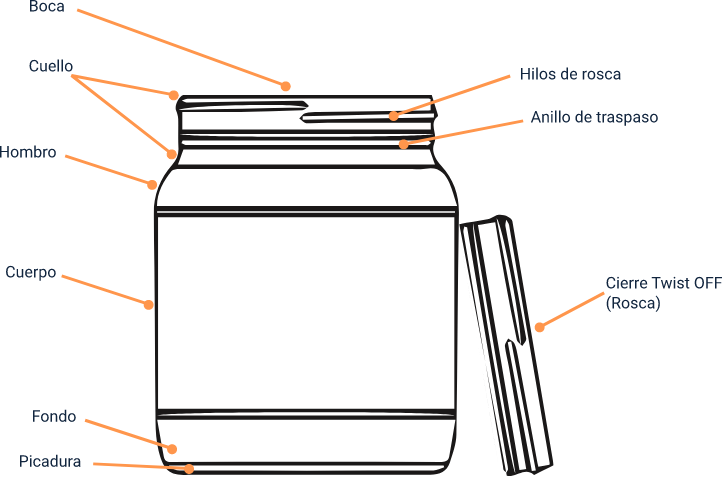 Boca
Cuello
Hilos de rosca
Anillo de traspaso
Hombro
Cuerpo
Cierre Twist OFF
(Rosca)
Fondo
Picadura